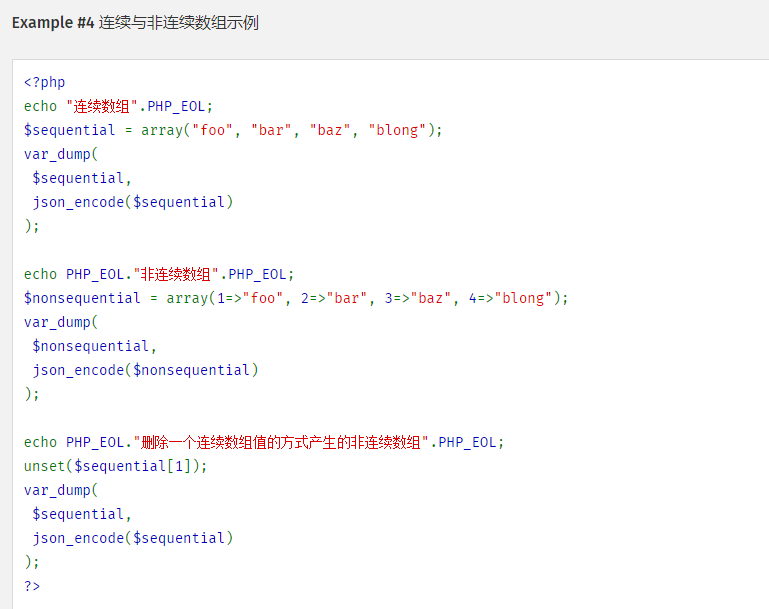 Example #4 连续与非连续数组示例
<?php
echo "连续数组".PHP_EOL;
$sequential = array("foo", "bar", "baz", "blong");
var_dump(
 $sequential,
 json_encode($sequential)
);

echo PHP_EOL."非连续数组".PHP_EOL;
$nonsequential = array(1=>"foo", 2=>"bar", 3=>"baz", 4=>"blong");
var_dump(
 $nonsequential,
 json_encode($nonsequential)
);

echo PHP_EOL."删除一个连续数组值的方式产生的非连续数组".PHP_EOL;
unset($sequential[1]);
var_dump(
 $sequential,
 json_encode($sequential)
);
?>